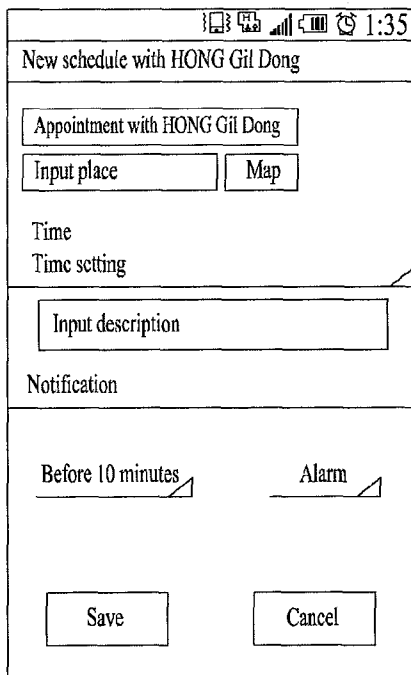 1:35
New schedule with HONG Gil Dong
Appointment with HONG Gil Dong
Input place Map
Time
Time setting
Input description
Notification
Before 10 minutes Alarm
Save Cancel